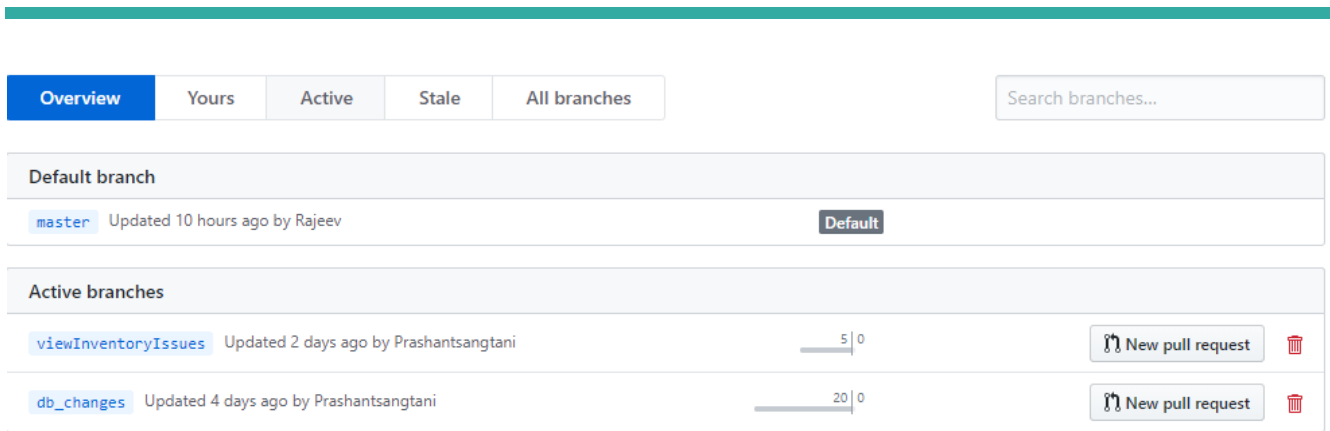 Overview Yours Active Stale All branches Search branches...
Default branch
master Updated 10 hours ago by Rajeev Default
Active branches
viewInventoryIssues Updated 2 days ago by Prashantsangtani 5 0 New pull request
db_changes Updated 4 days ago by Prashantsangtani 20 0 New pull request